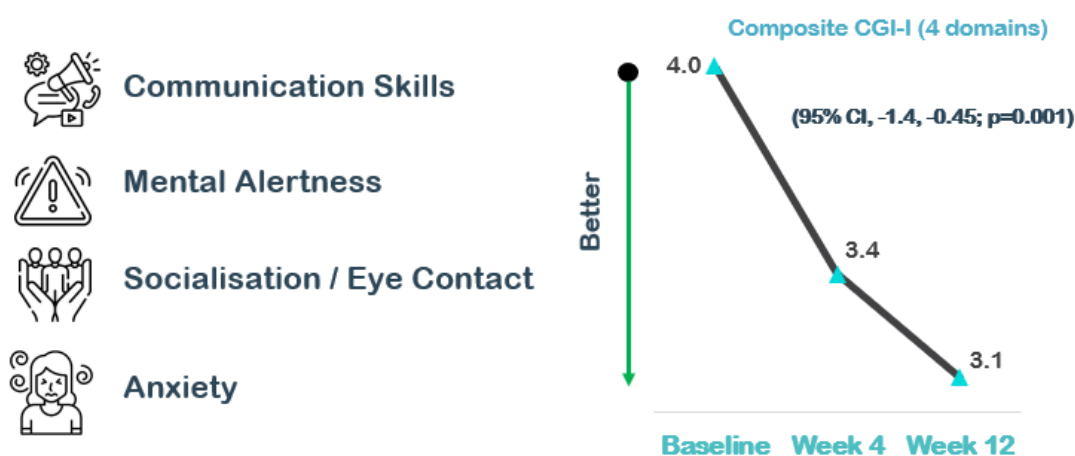 Communication Skills
Mental Alertness
Socialisation / Eye Contact
Anxiety
Better
Composite CGI-I (4 domains)
4.0
(95% CI, -1.4, -0.45; p=0.001)
3.4
3.1
Baseline Week 4 Week 12